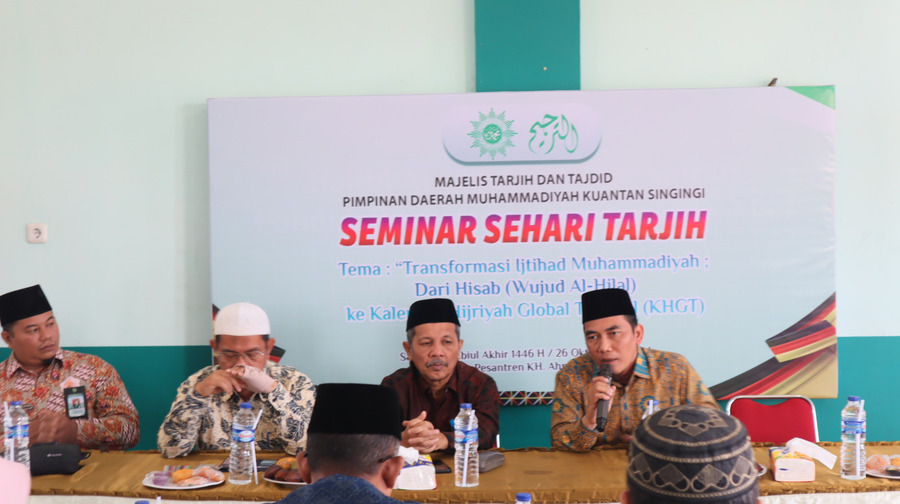 الترجيح
MAJELIS TARJIH DAN TAJDID
PIMPINAN DAERAH MUHAMMADIYAH KUANTAN SINGINGI
SEMINAR SEHARI TARJIH
Tema : “Transformasi Ijtihad Muhammadiyah :
Dari Hisab (Wujud Al-Hilal)
ke Hijriyah Global (KHGT)
Akhir 1446 H / 26
Pesantren KH.